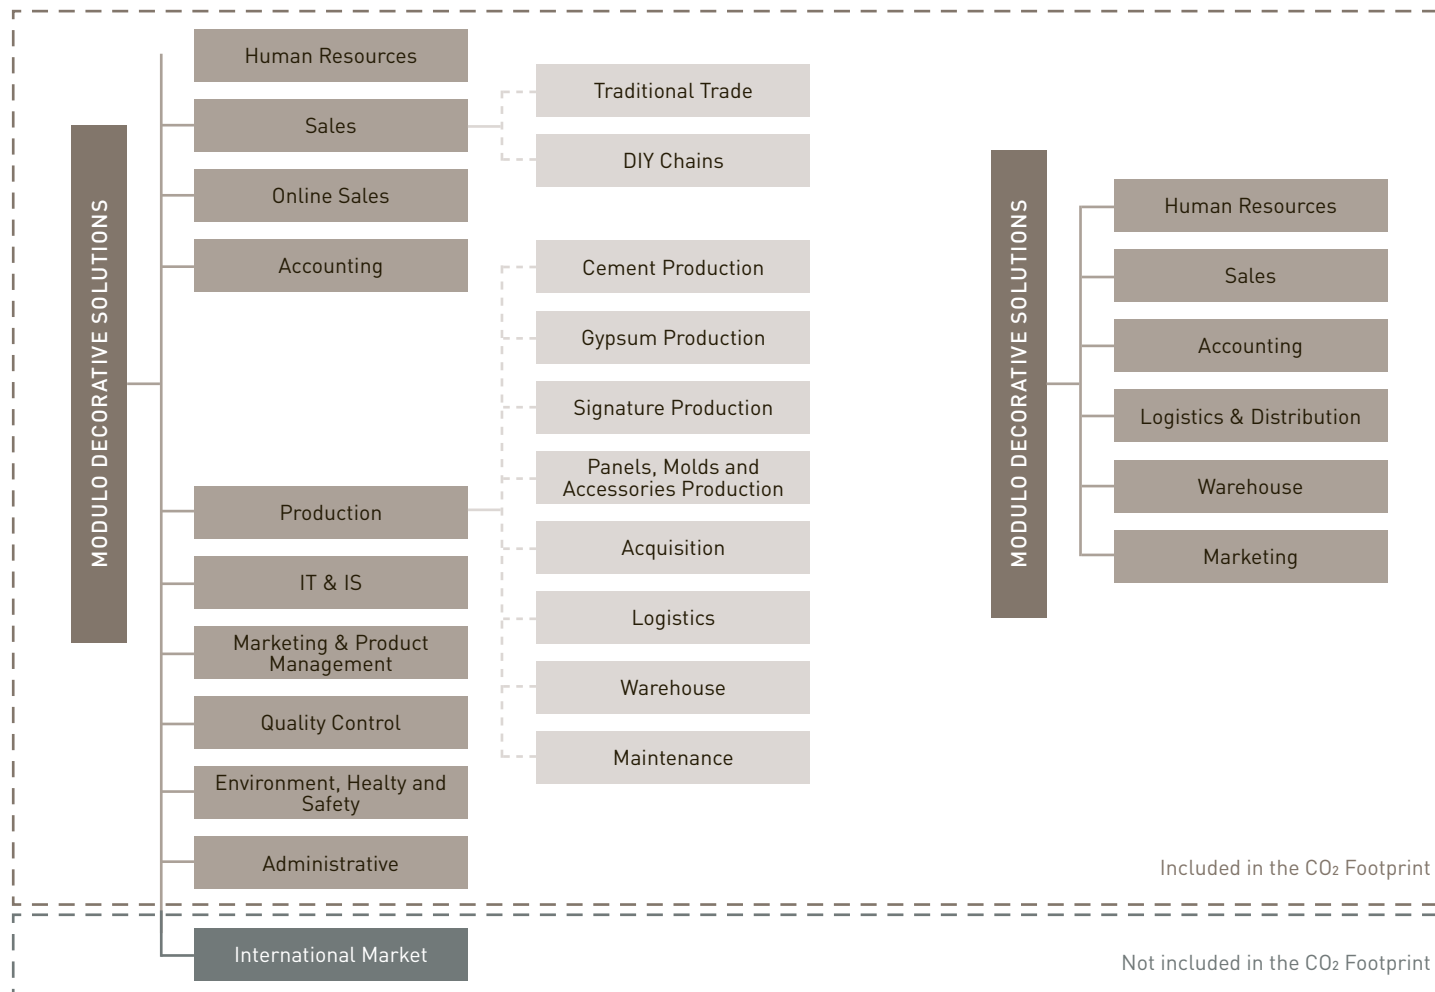 MODULO DECORATIVE SOLUTIONS
Human Resources
Sales
Online Sales
Accounting
Production
IT & IS
Marketing & Product
Management
Quality Control
Environment, Healty and
Safety
Administrative
International Market
Traditional Trade
DIY Chains
Cement Production
Gypsum Production
Signature Production
Panels, Molds and
Accessories Production
Acquisition
Logistics
Warehouse
Maintenance
MODULO DECORATIVE SOLUTIONS
Human Resources
Sales
Accounting
Logistics & Distribution
Warehouse
Marketing
Included in the CO₂ Footprint
Not included in the CO₂ Footprint